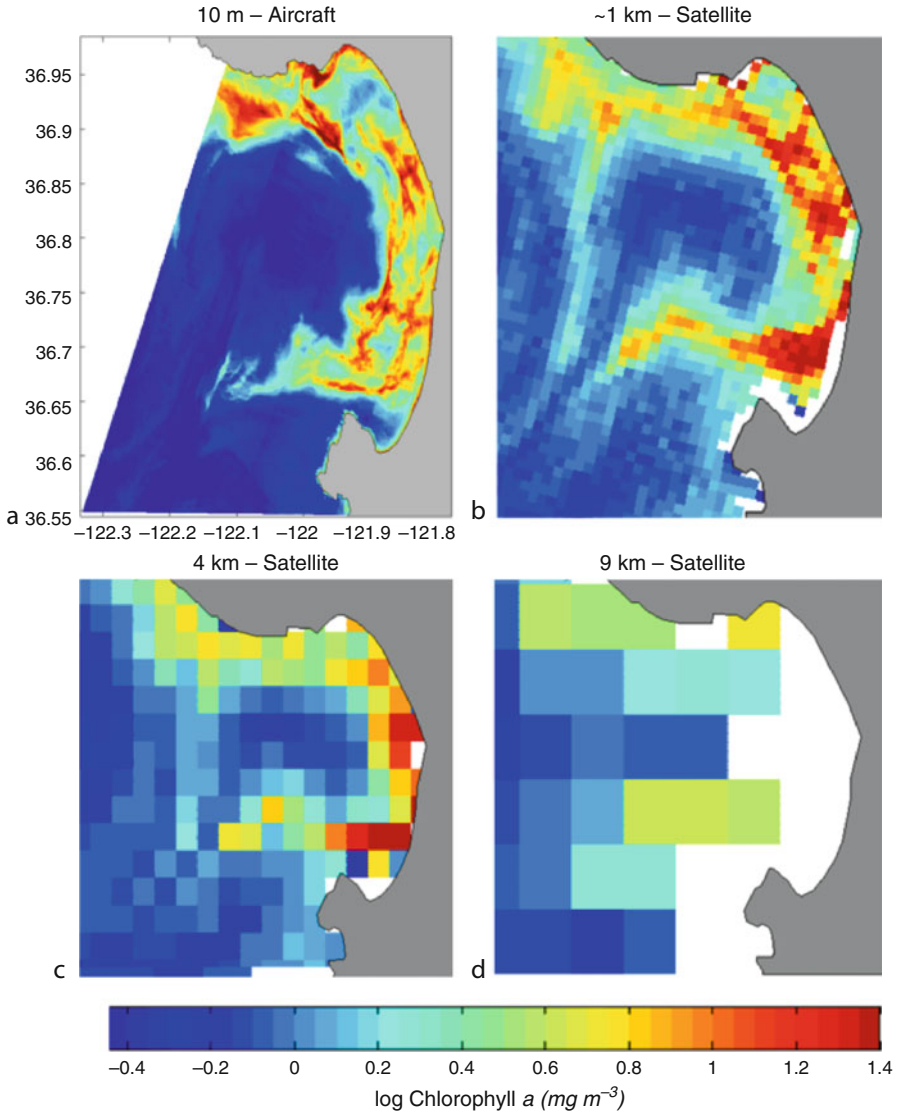 10 m – Aircraft
~1 km – Satellite
36.95
36.9
36.85
36.8
36.75
36.7
36.65
36.6
36.55
a
b
−122.3 −122.2 −122.1 −122 −121.9 −121.8
4 km – Satellite
9 km – Satellite
c
d
−0.4 −0.2 0 0.2 0.4 0.6 0.8 1 1.2 1.4
log Chlorophyll a (mg m⁻³)